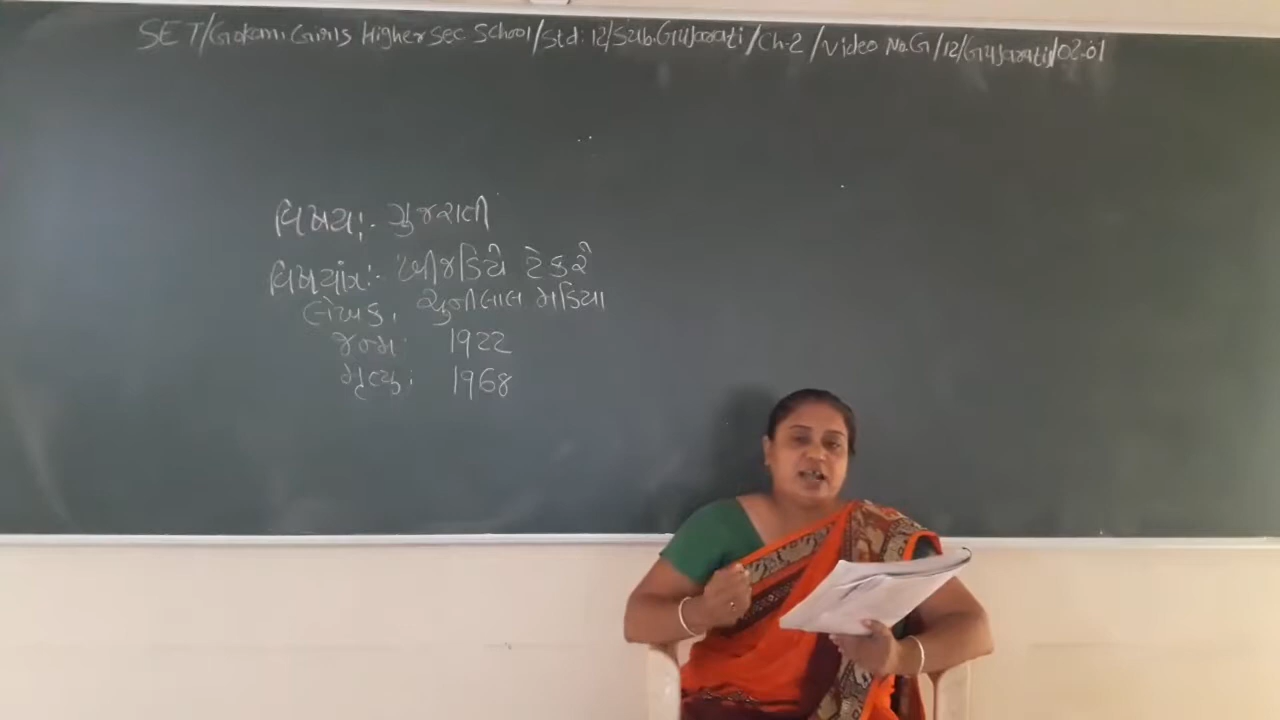 SET/Gokani Girls Higher Sec. School/Std: 12/Sub.Gujarati/Ch-2/Video No.G/12/Gujarati/02.01
વિષય:- ગુજરાતી
વિષયાંગ:- ખીજડિયે ટેકરે
લેખક: ચુનીલાલ મડિયા
જન્મ: 1922
મૃત્યુ: 1968